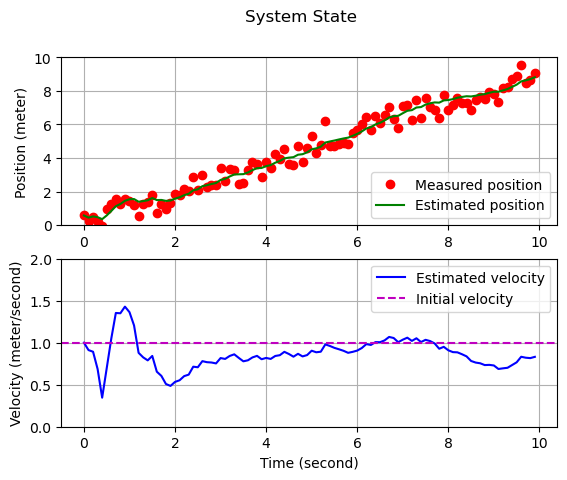 System State
Position (meter)
10
8
6
4
2
0
Measured position
Estimated position
0
2
4
6
8
10
Velocity (meter/second)
2.0
1.5
1.0
0.5
0.0
Estimated velocity
Initial velocity
0
2
4
6
8
10
Time (second)